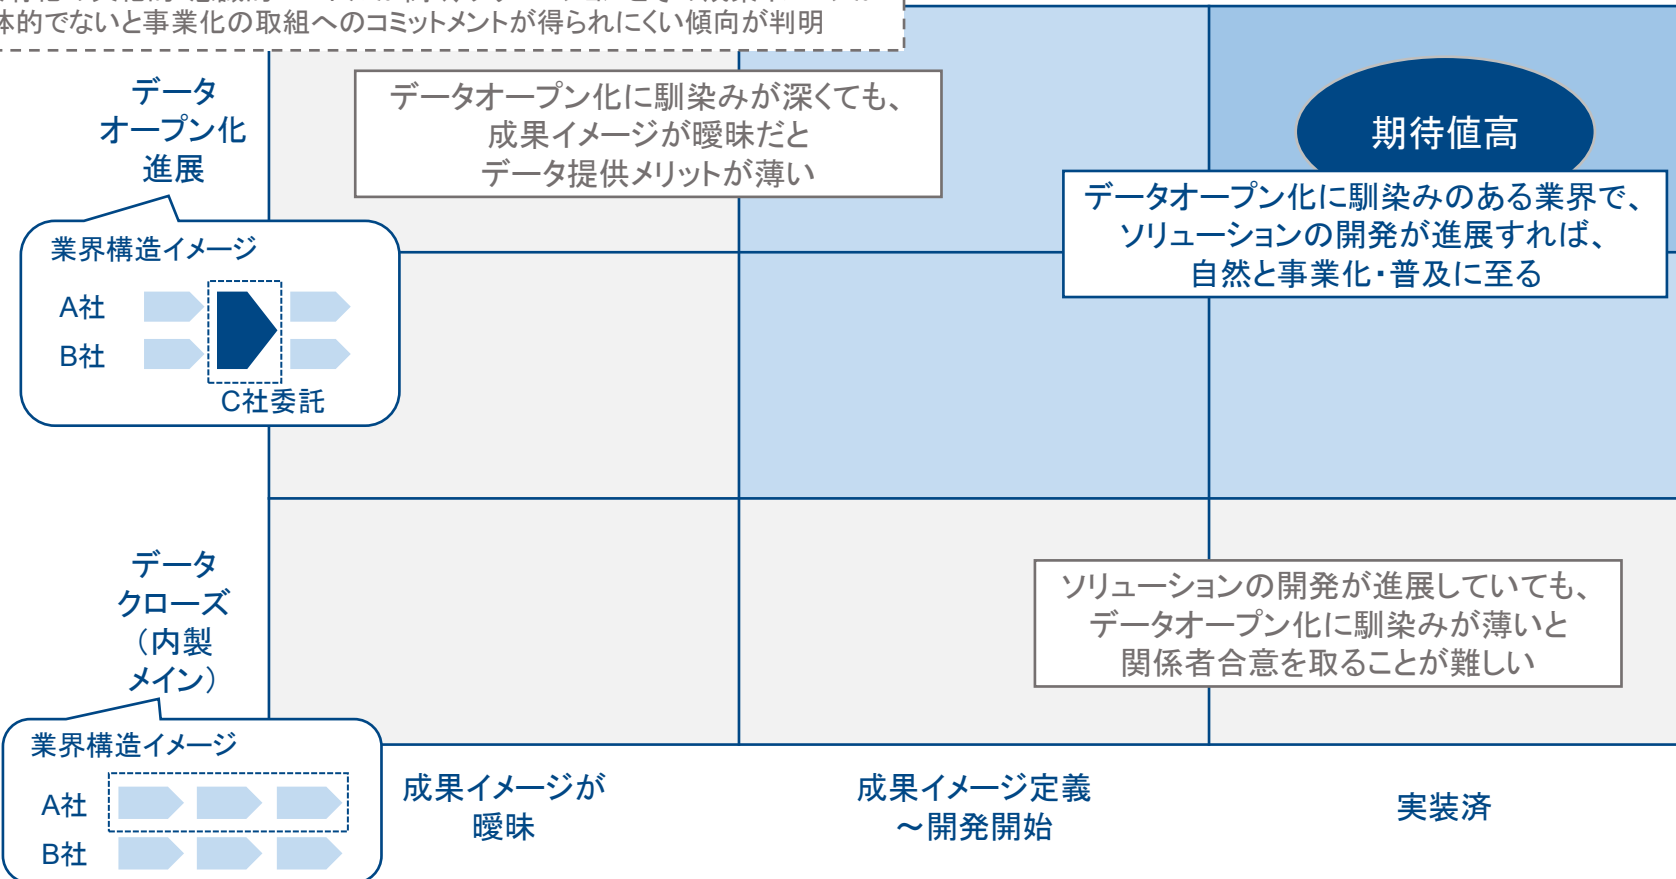 体的でないと事業化の取組へのコミットメントが得られにくい傾向が判明
データ
オープン化
進展
データオープン化に馴染みが深くても、
成果イメージが曖昧だと
データ提供メリットが薄い
期待値高
データオープン化に馴染みのある業界で、
ソリューションの開発が進展すれば、
自然と事業化・普及に至る
業界構造イメージ
A社
B社
C社委託
データ
クローズ
（内製
メイン）
ソリューションの開発が進展していても、
データオープン化に馴染みが薄いと
関係者合意を取ることが難しい
業界構造イメージ
A社
B社
成果イメージが
曖昧
成果イメージ定義
～開発開始
実装済